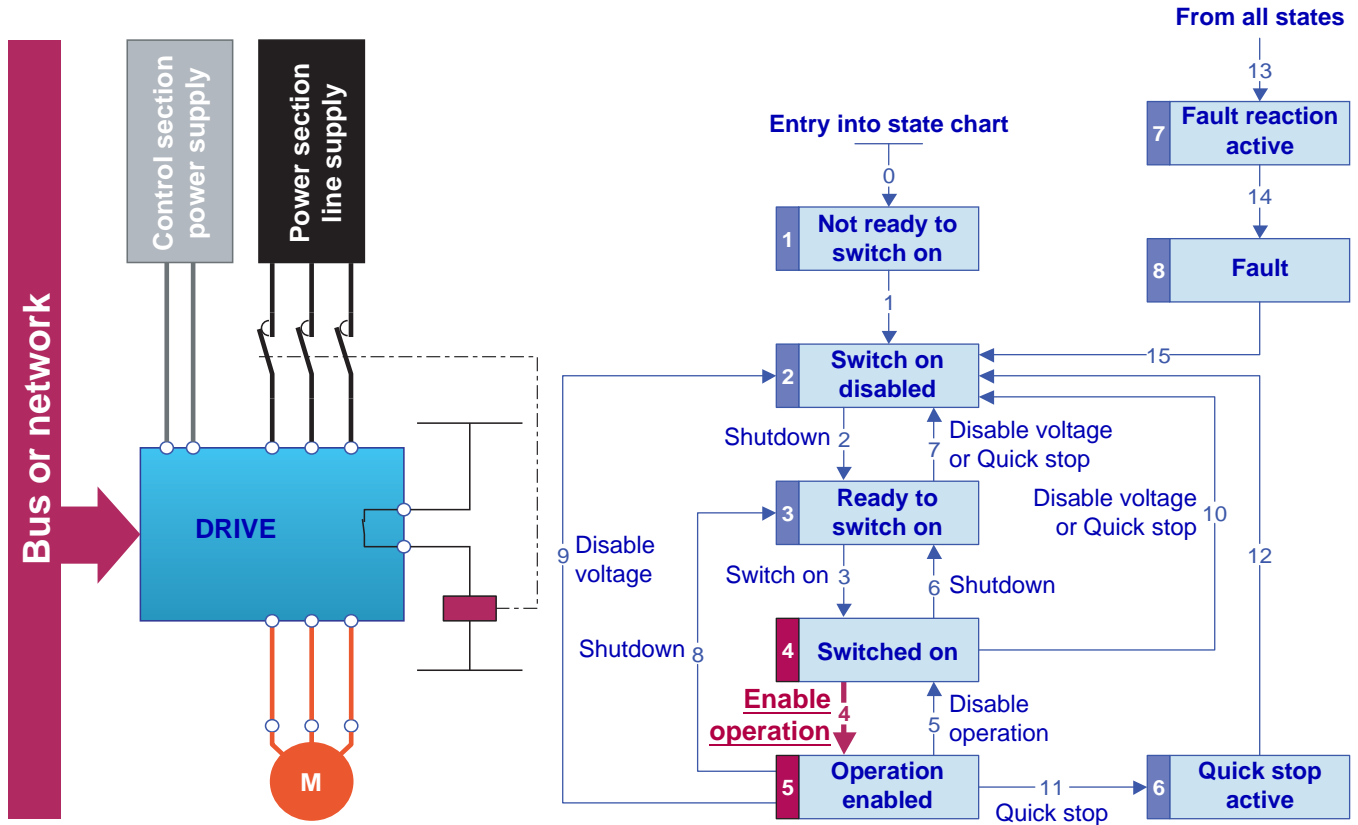 Bus or network
Control section
power supply
Power section
line supply
DRIVE
M
From all states
13
7
Fault reaction
active
14
8
Fault
15
Entry into state chart
0
1
Not ready to
switch on
1
2
Switch on
disabled
Shutdown 2
7 Disable voltage
or Quick stop
3
Ready to
switch on
Disable voltage
or Quick stop
10
12
9 Disable
voltage
Switch on 3
6 Shutdown
Shutdown 8
4
Switched on
Enable
operation
4
5
Disable
operation
5
Operation
enabled
11
Quick stop
6
Quick stop
active